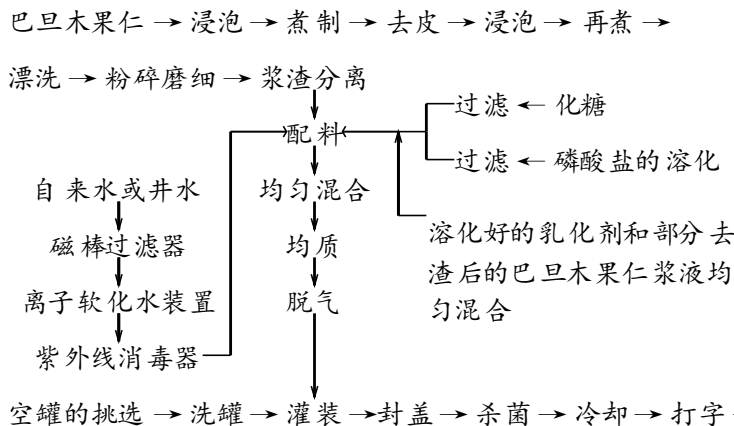 巴旦木果仁 → 浸泡 → 煮制 → 去皮 → 浸泡 → 再煮 →
漂洗 → 粉碎磨细 → 浆渣分离
过滤 ← 化糖
配料
过滤 ← 磷酸盐的溶化
自来水或井水
均匀混合
溶化好的乳化剂和部分去
渣后的巴旦木果仁浆液均
匀混合
磁棒过滤器
均质
离子软化水装置
脱气
紫外线消毒器
空罐的挑选 → 洗罐 → 灌装 → 封盖 → 杀菌 → 冷却 → 打字